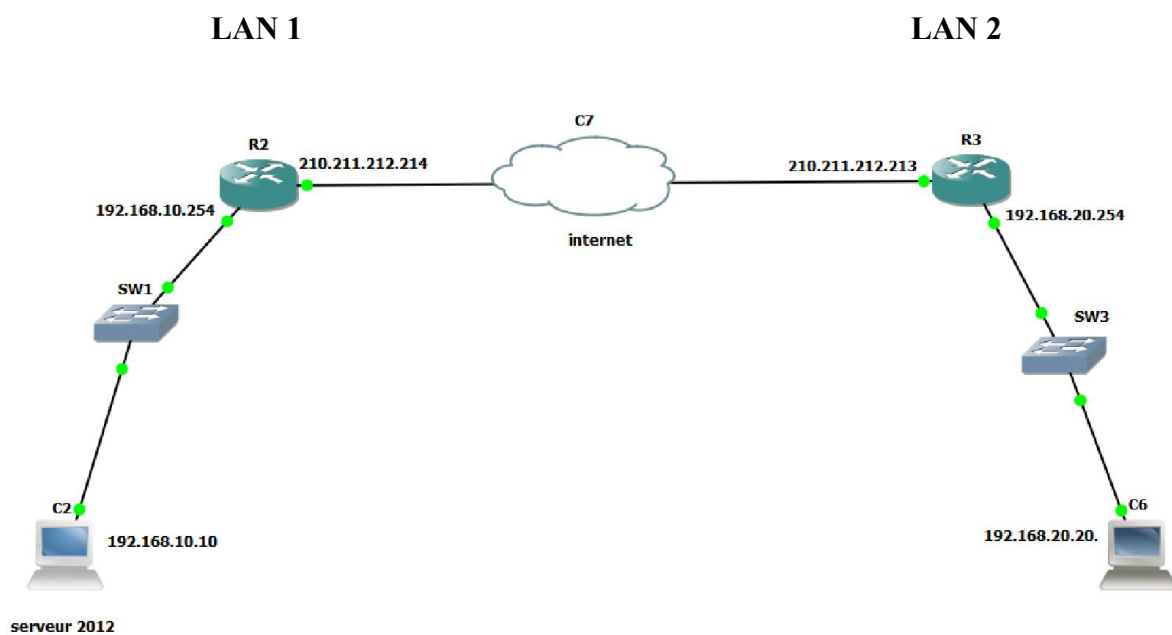 LAN 1
LAN 2
C7
R2
R3
210.211.212.214
210.211.212.213
192.168.10.254
192.168.20.254
internet
SW1
SW3
C2
C6
192.168.10.10
192.168.20.20.
serveur 2012